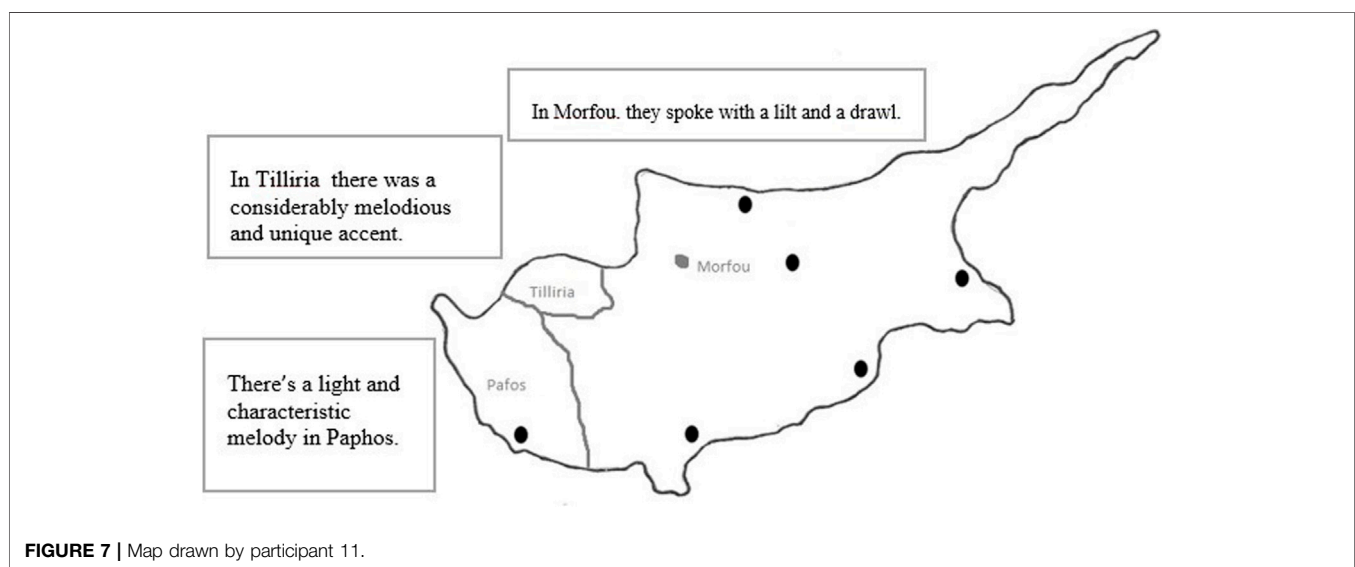 In Morfou. they spoke with a lilt and a drawl.
In Tilliria there was a
considerably melodious
and unique accent.
Morfou
Tilliria
There's a light and
characteristic
melody in Paphos.
Pafos
FIGURE 7 | Map drawn by participant 11.